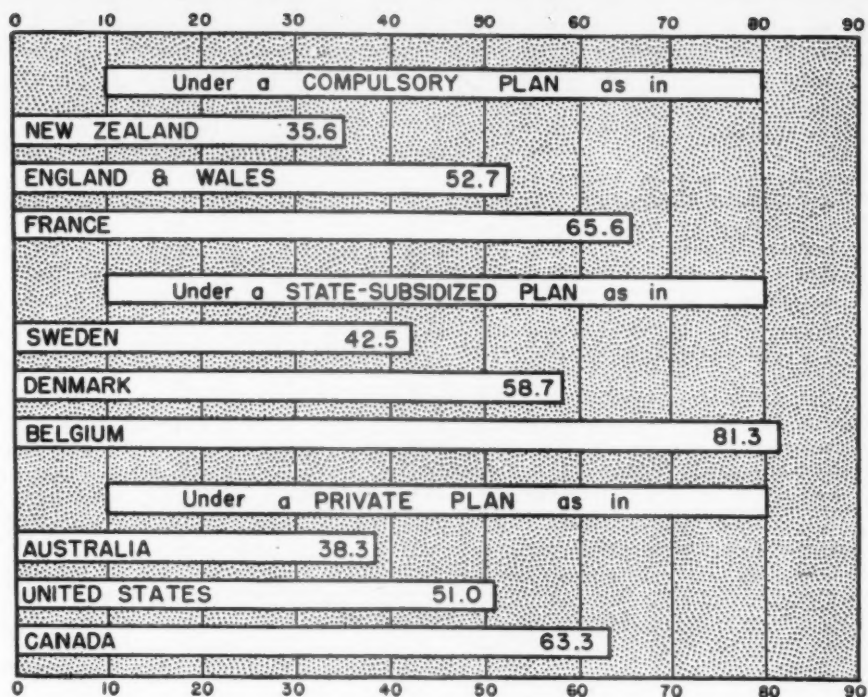 0 10 20 30 40 50 60 70 80 90
Under a COMPULSORY PLAN as in
NEW ZEALAND 35.6
ENGLAND & WALES 52.7
FRANCE 65.6
Under a STATE-SUBSIDIZED PLAN as in
SWEDEN 42.5
DENMARK 58.7
BELGIUM 81.3
Under a PRIVATE PLAN as in
AUSTRALIA 38.3
UNITED STATES 51.0
CANADA 63.3
0 10 20 30 40 50 60 70 80 90